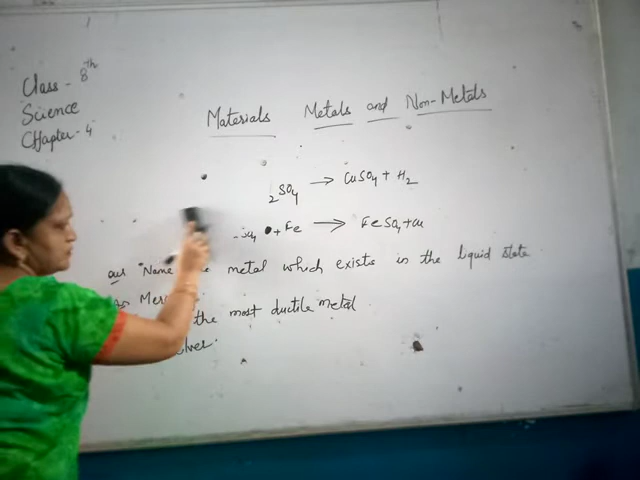 Class - 8th
Science
Chapter - 4
Materials Metals and Non-Metals
2SO4 → CuSO4 + H2
SO4 + Fe → FeSO4 + Cu
Name metal which exists in the liquid state
the most ductile metal